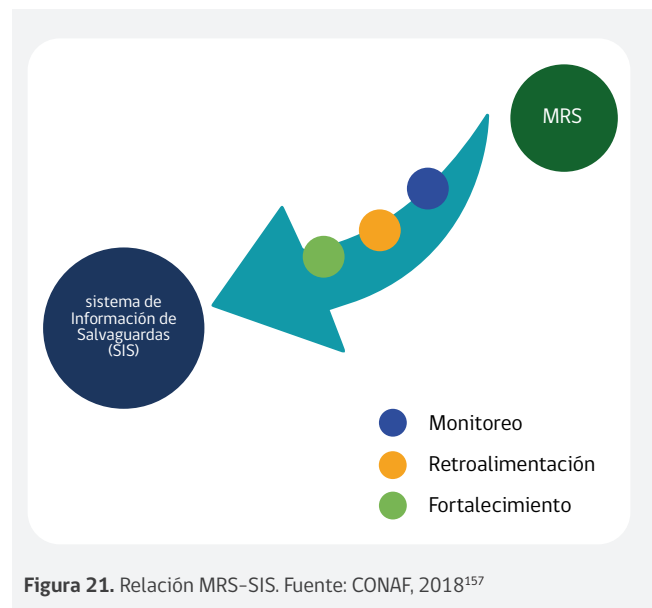 MRS
sistema de
Información de
Salvaguardas
(SIS)
Monitoreo
Retroalimentación
Fortalecimiento
Figura 21. Relación MRS-SIS. Fuente: CONAF, 2018¹⁵⁷